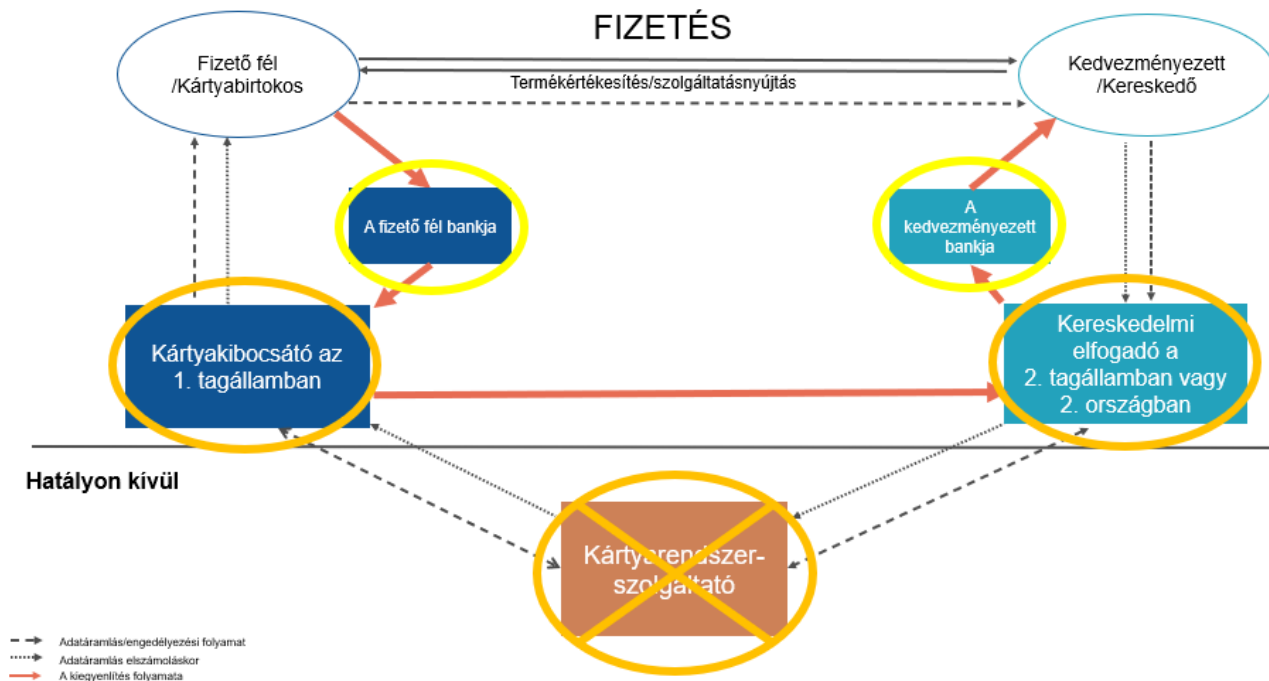 FIZETÉS
Fizető fél
/Kártyabirtokos
Termékértékesítés/szolgáltatásnyújtás
Kedvezményezett
/Kereskedő
A fizető fél bankja
A
kedvezményezett
bankja
Kártyakibocsátó az
1. tagállamban
Kereskedelmi
elfogadó a
2. tagállamban vagy
2. országban
Hatályon kívül
Kártyarendszer-
szolgáltató
Adatáramlás/engedélyezési folyamat
Adatáramlás elszámoláskor
A kiegyenlítés folyamata